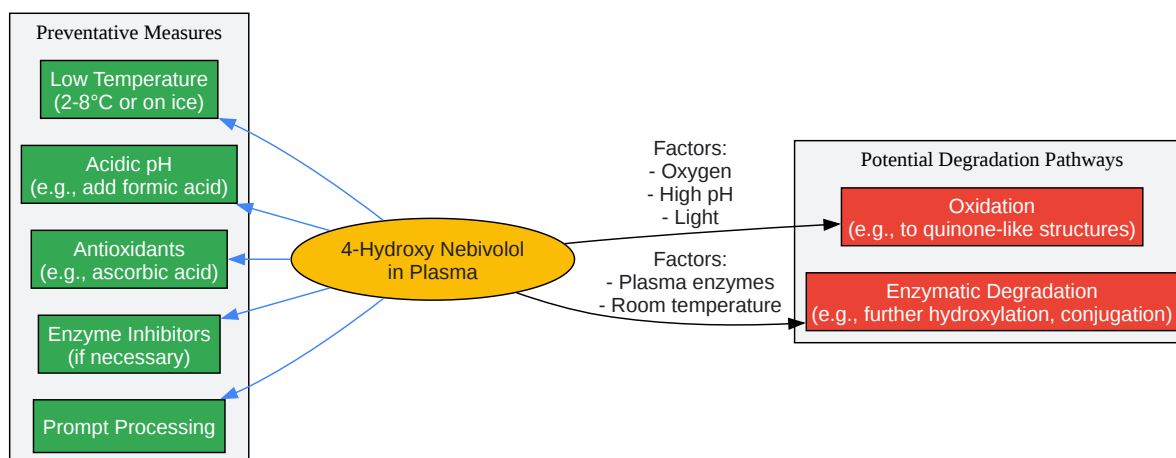 Preventative Measures
Low Temperature
(2-8°C or on ice)
Acidic pH
(e.g., add formic acid)
Antioxidants
(e.g., ascorbic acid)
Enzyme Inhibitors
(if necessary)
Prompt Processing
4-Hydroxy Nebivolol
in Plasma
Factors:
- Oxygen
- High pH
- Light
Factors:
- Plasma enzymes
- Room temperature
Potential Degradation Pathways
Oxidation
(e.g., to quinone-like structures)
Enzymatic Degradation
(e.g., further hydroxylation, conjugation)